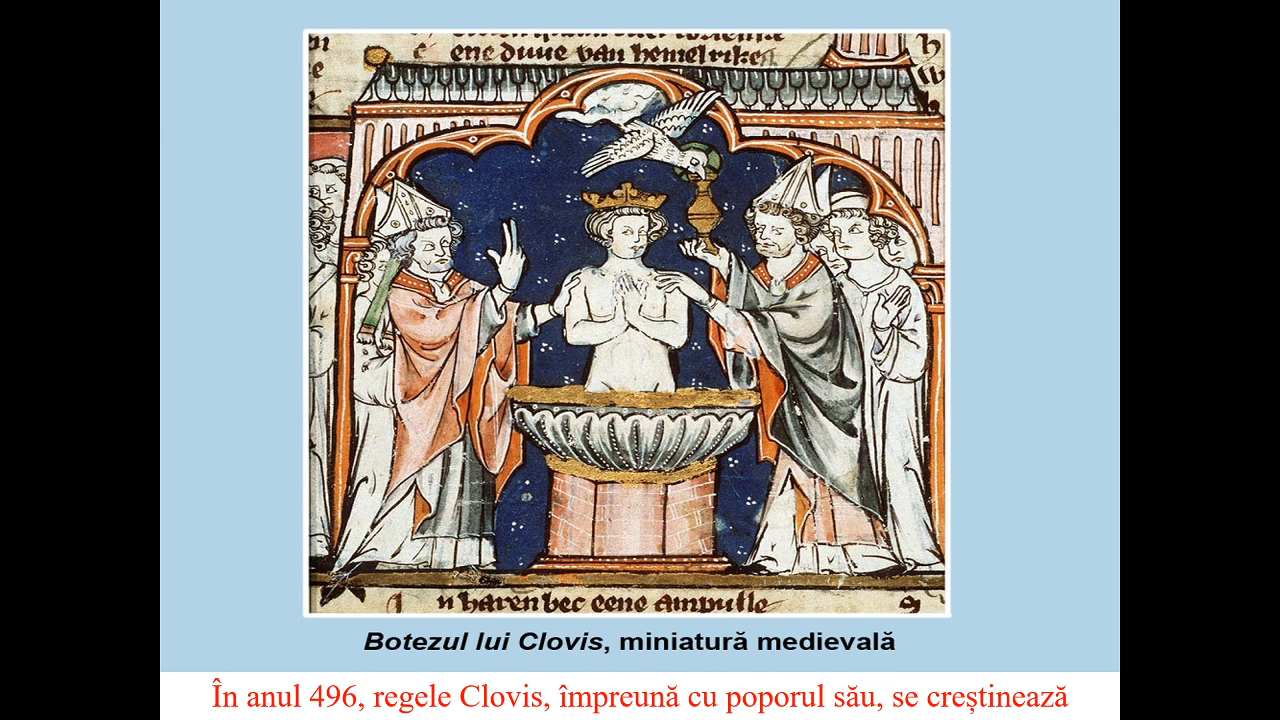 ene duue van hemelrike
n haren bec eene ampulle
Botezul lui Clovis, miniatură medievală
În anul 496, regele Clovis, împreună cu poporul său, se creștinează